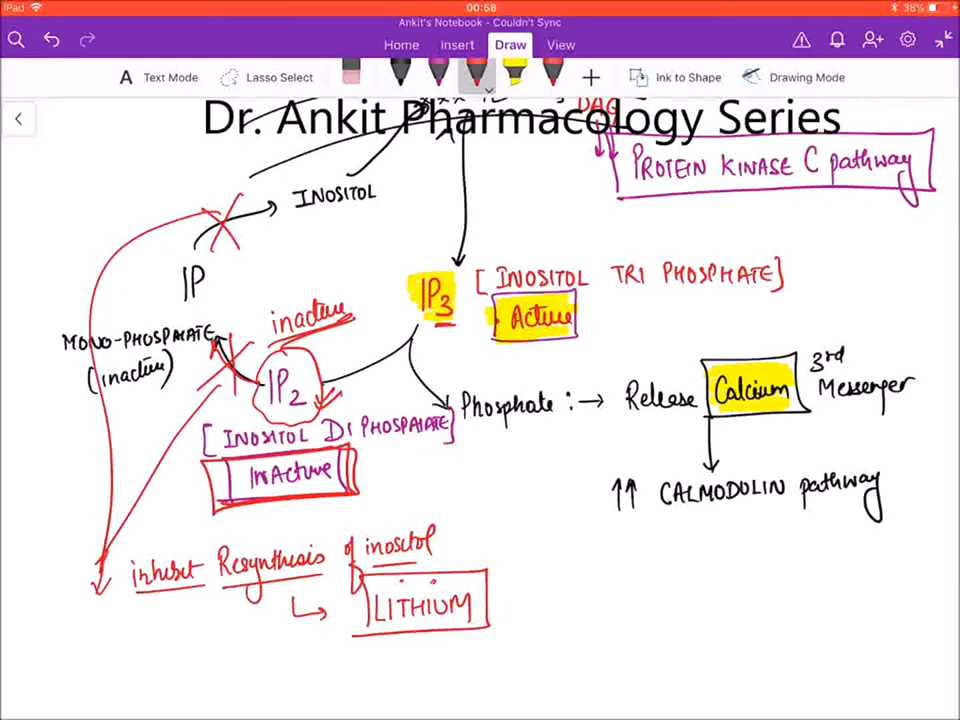 iPad
00:58
38%
Ankit's Notebook - Couldn't Sync
Home Insert Draw View
A Text Mode
Lasso Select
Ink to Shape
Drawing Mode
DAG
Dr. Ankit Pharmacology Series
PROTEIN KINASE C pathway
INOSITOL
IP
IP3 [INOSITOL TRI PHOSPHATE]
Active
inactive
MONO-PHOSPHATE
(inactive)
IP2
3rd
Messenger
Phosphate :→ Release Calcium
[INOSITOL DI PHOSPHATE]
InActive
↑↑ CALMODULIN pathway
inhibit Resynthesis of inositol
LITHIUM